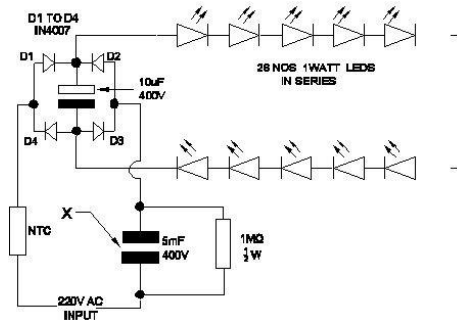 D1 TO D4
IN4007
D1
D2
10uF
400V
26 NOS 1WATT LEDS
IN SERIES
D4
D3
X
NTC
5mF
400V
1MΩ
½ W
220V AC
INPUT